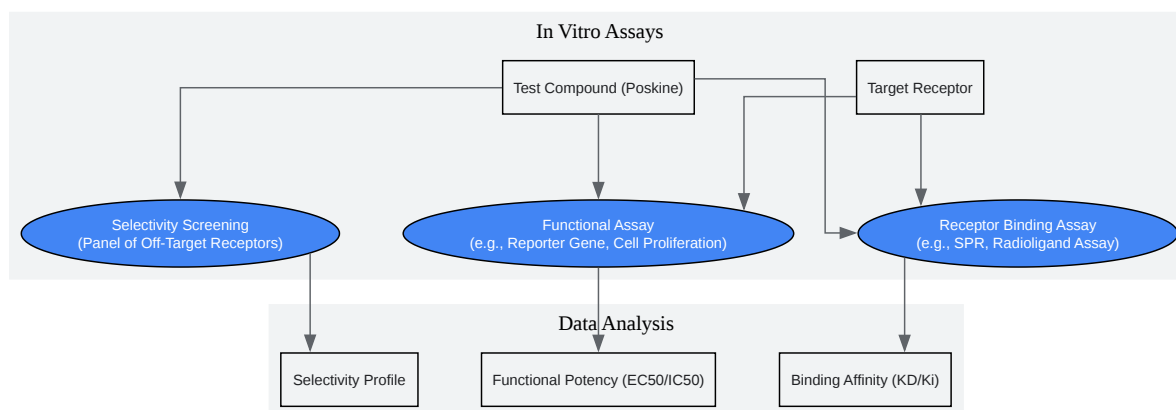 In Vitro Assays
Test Compound (Poskine)
Target Receptor
Selectivity Screening
(Panel of Off-Target Receptors)
Functional Assay
(e.g., Reporter Gene, Cell Proliferation)
Receptor Binding Assay
(e.g., SPR, Radioligand Assay)
Data Analysis
Selectivity Profile
Functional Potency (EC50/IC50)
Binding Affinity (KD/Ki)